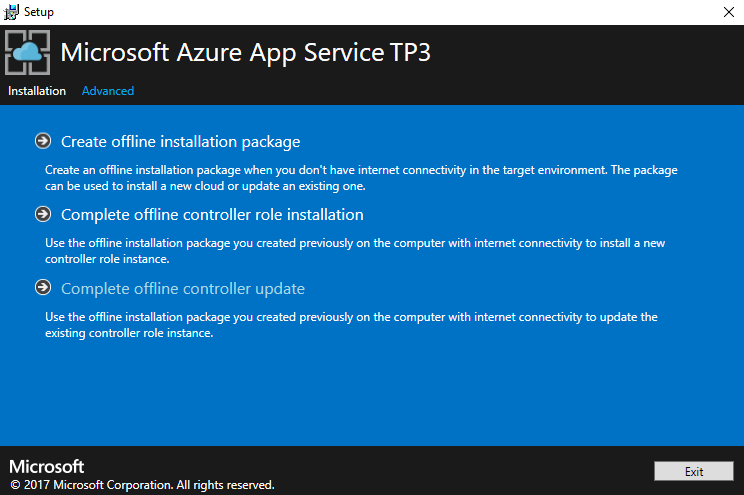 Setup
Microsoft Azure App Service TP3
Installation Advanced
Create offline installation package
Create an offline installation package when you don't have internet connectivity in the target environment. The package
can be used to install a new cloud or update an existing one.
Complete offline controller role installation
Use the offline installation package you created previously on the computer with internet connectivity to install a new
controller role instance.
Complete offline controller update
Use the offline installation package you created previously on the computer with internet connectivity to update the
existing controller role instance.
Microsoft
© 2017 Microsoft Corporation. All rights reserved.
Exit